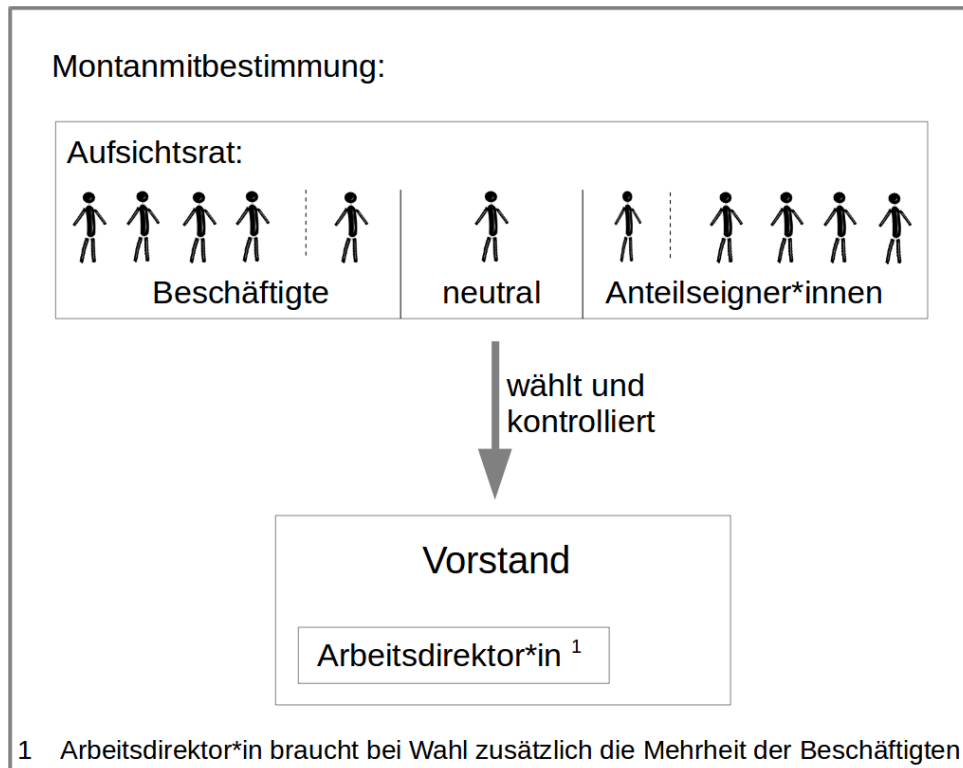 Montanmitbestimmung:
Aufsichtsrat:
Beschäftigte
neutral
Anteilseigner*innen
wählt und
kontrolliert
Vorstand
Arbeitsdirektor*in 1
1 Arbeitsdirektor*in braucht bei Wahl zusätzlich die Mehrheit der Beschäftigten